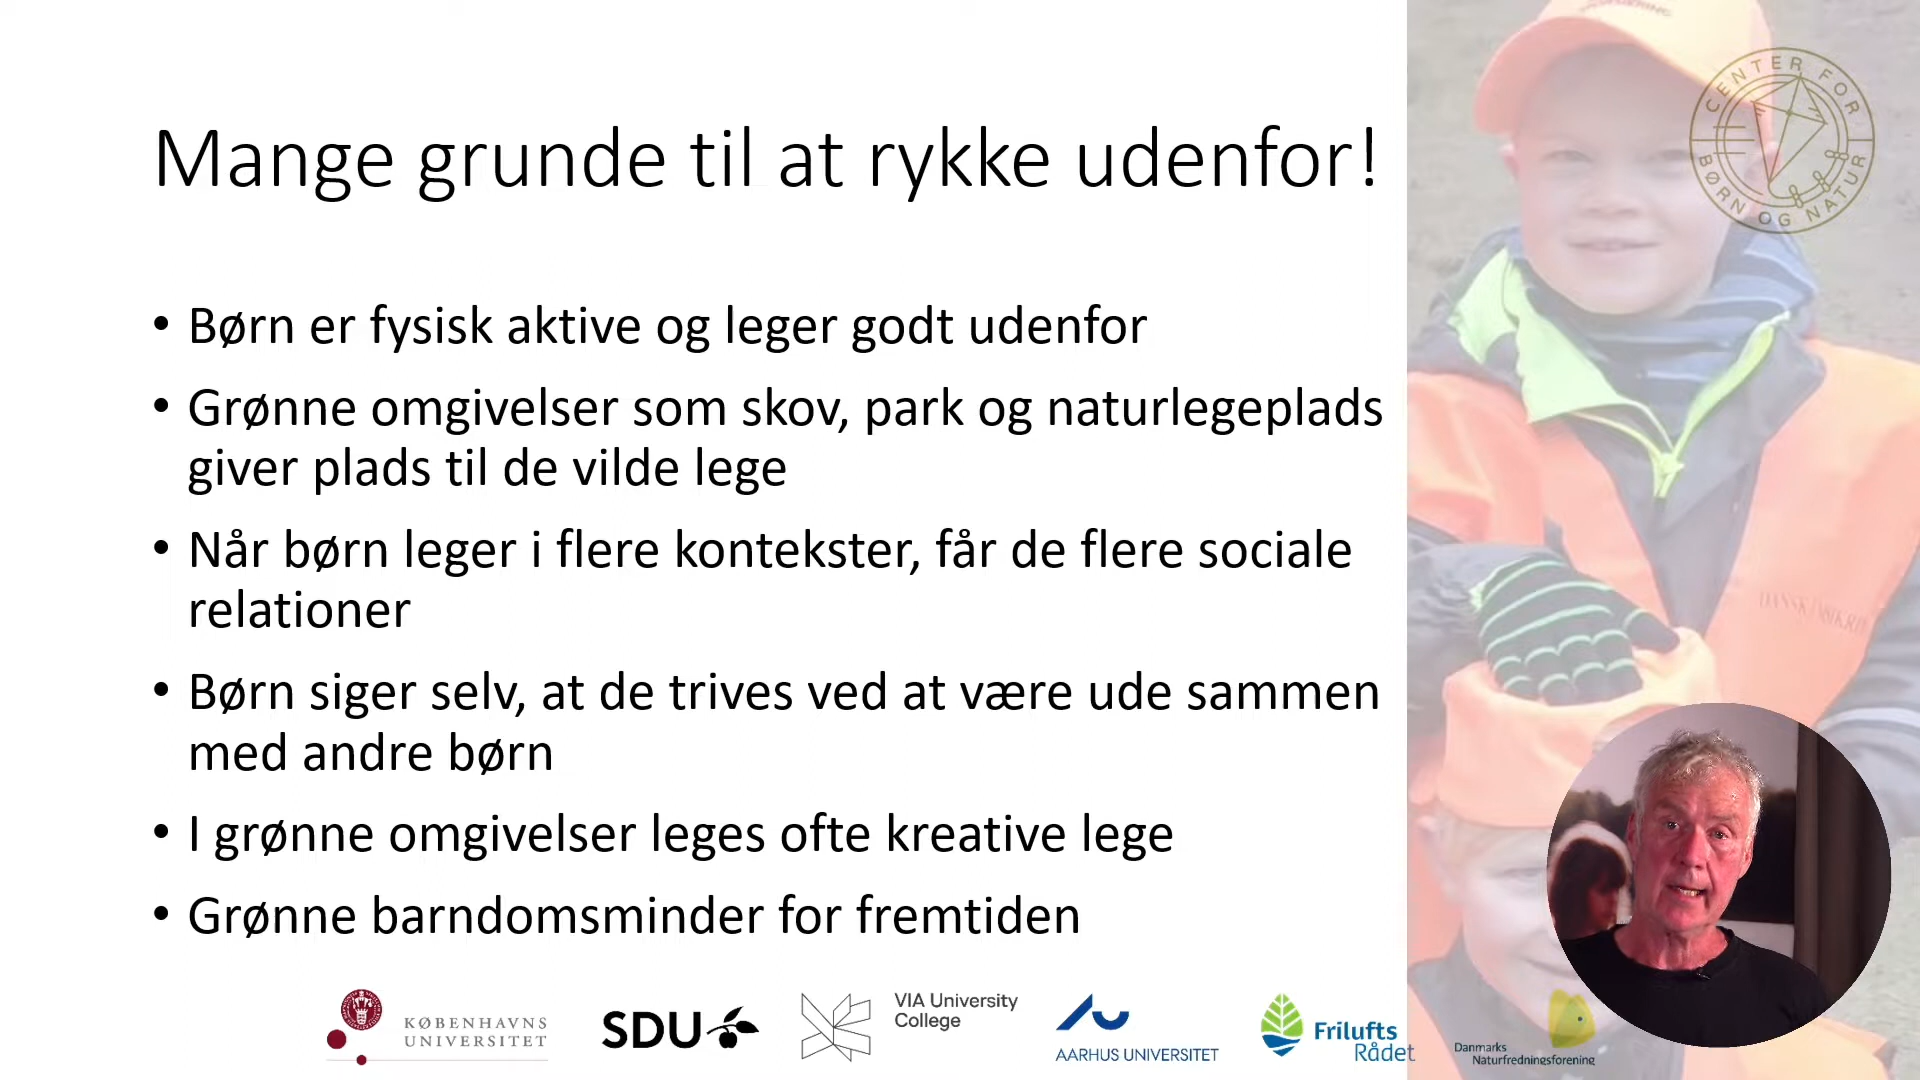 Mange grunde til at rykke udenfor!
CENTER FOR
BØRN OG NATUR
• Børn er fysisk aktive og leger godt udenfor
• Grønne omgivelser som skov, park og naturlegeplads
giver plads til de vilde lege
• Når børn leger i flere kontekster, får de flere sociale
relationer
• Børn siger selv, at de trives ved at være ude sammen
med andre børn
• I grønne omgivelser leges ofte kreative lege
• Grønne barndomsminder for fremtiden
KØBENHAVNS
UNIVERSITET
SDU
VIA University
College
AARHUS UNIVERSITET
Frilufts
Rådet
Danmarks
Naturfredningsforening